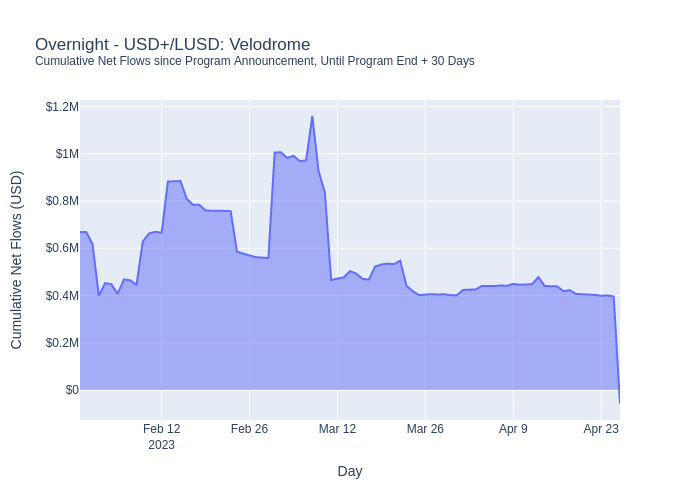 Overnight - USD+/LUSD: Velodrome
Cumulative Net Flows since Program Announcement, Until Program End + 30 Days
Cumulative Net Flows (USD)
$1.2M
$1M
$0.8M
$0.6M
$0.4M
$0.2M
$0
Feb 12
2023
Feb 26
Mar 12
Mar 26
Apr 9
Apr 23
Day